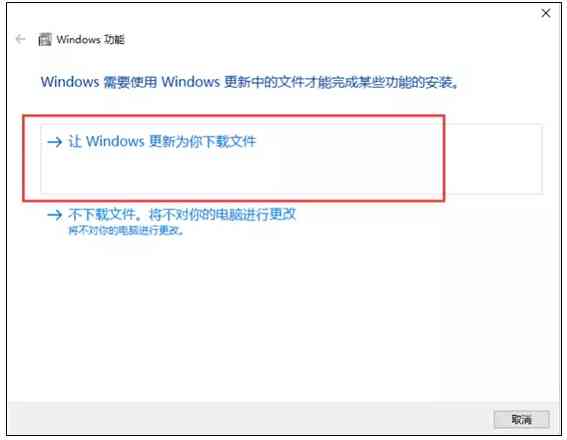 Windows 功能
Windows 需要使用 Windows 更新中的文件才能完成某些功能的安装。
让 Windows 更新为你下载文件
不下载文件。将不对你的电脑进行更改
将不对你的电脑进行更改。
取消